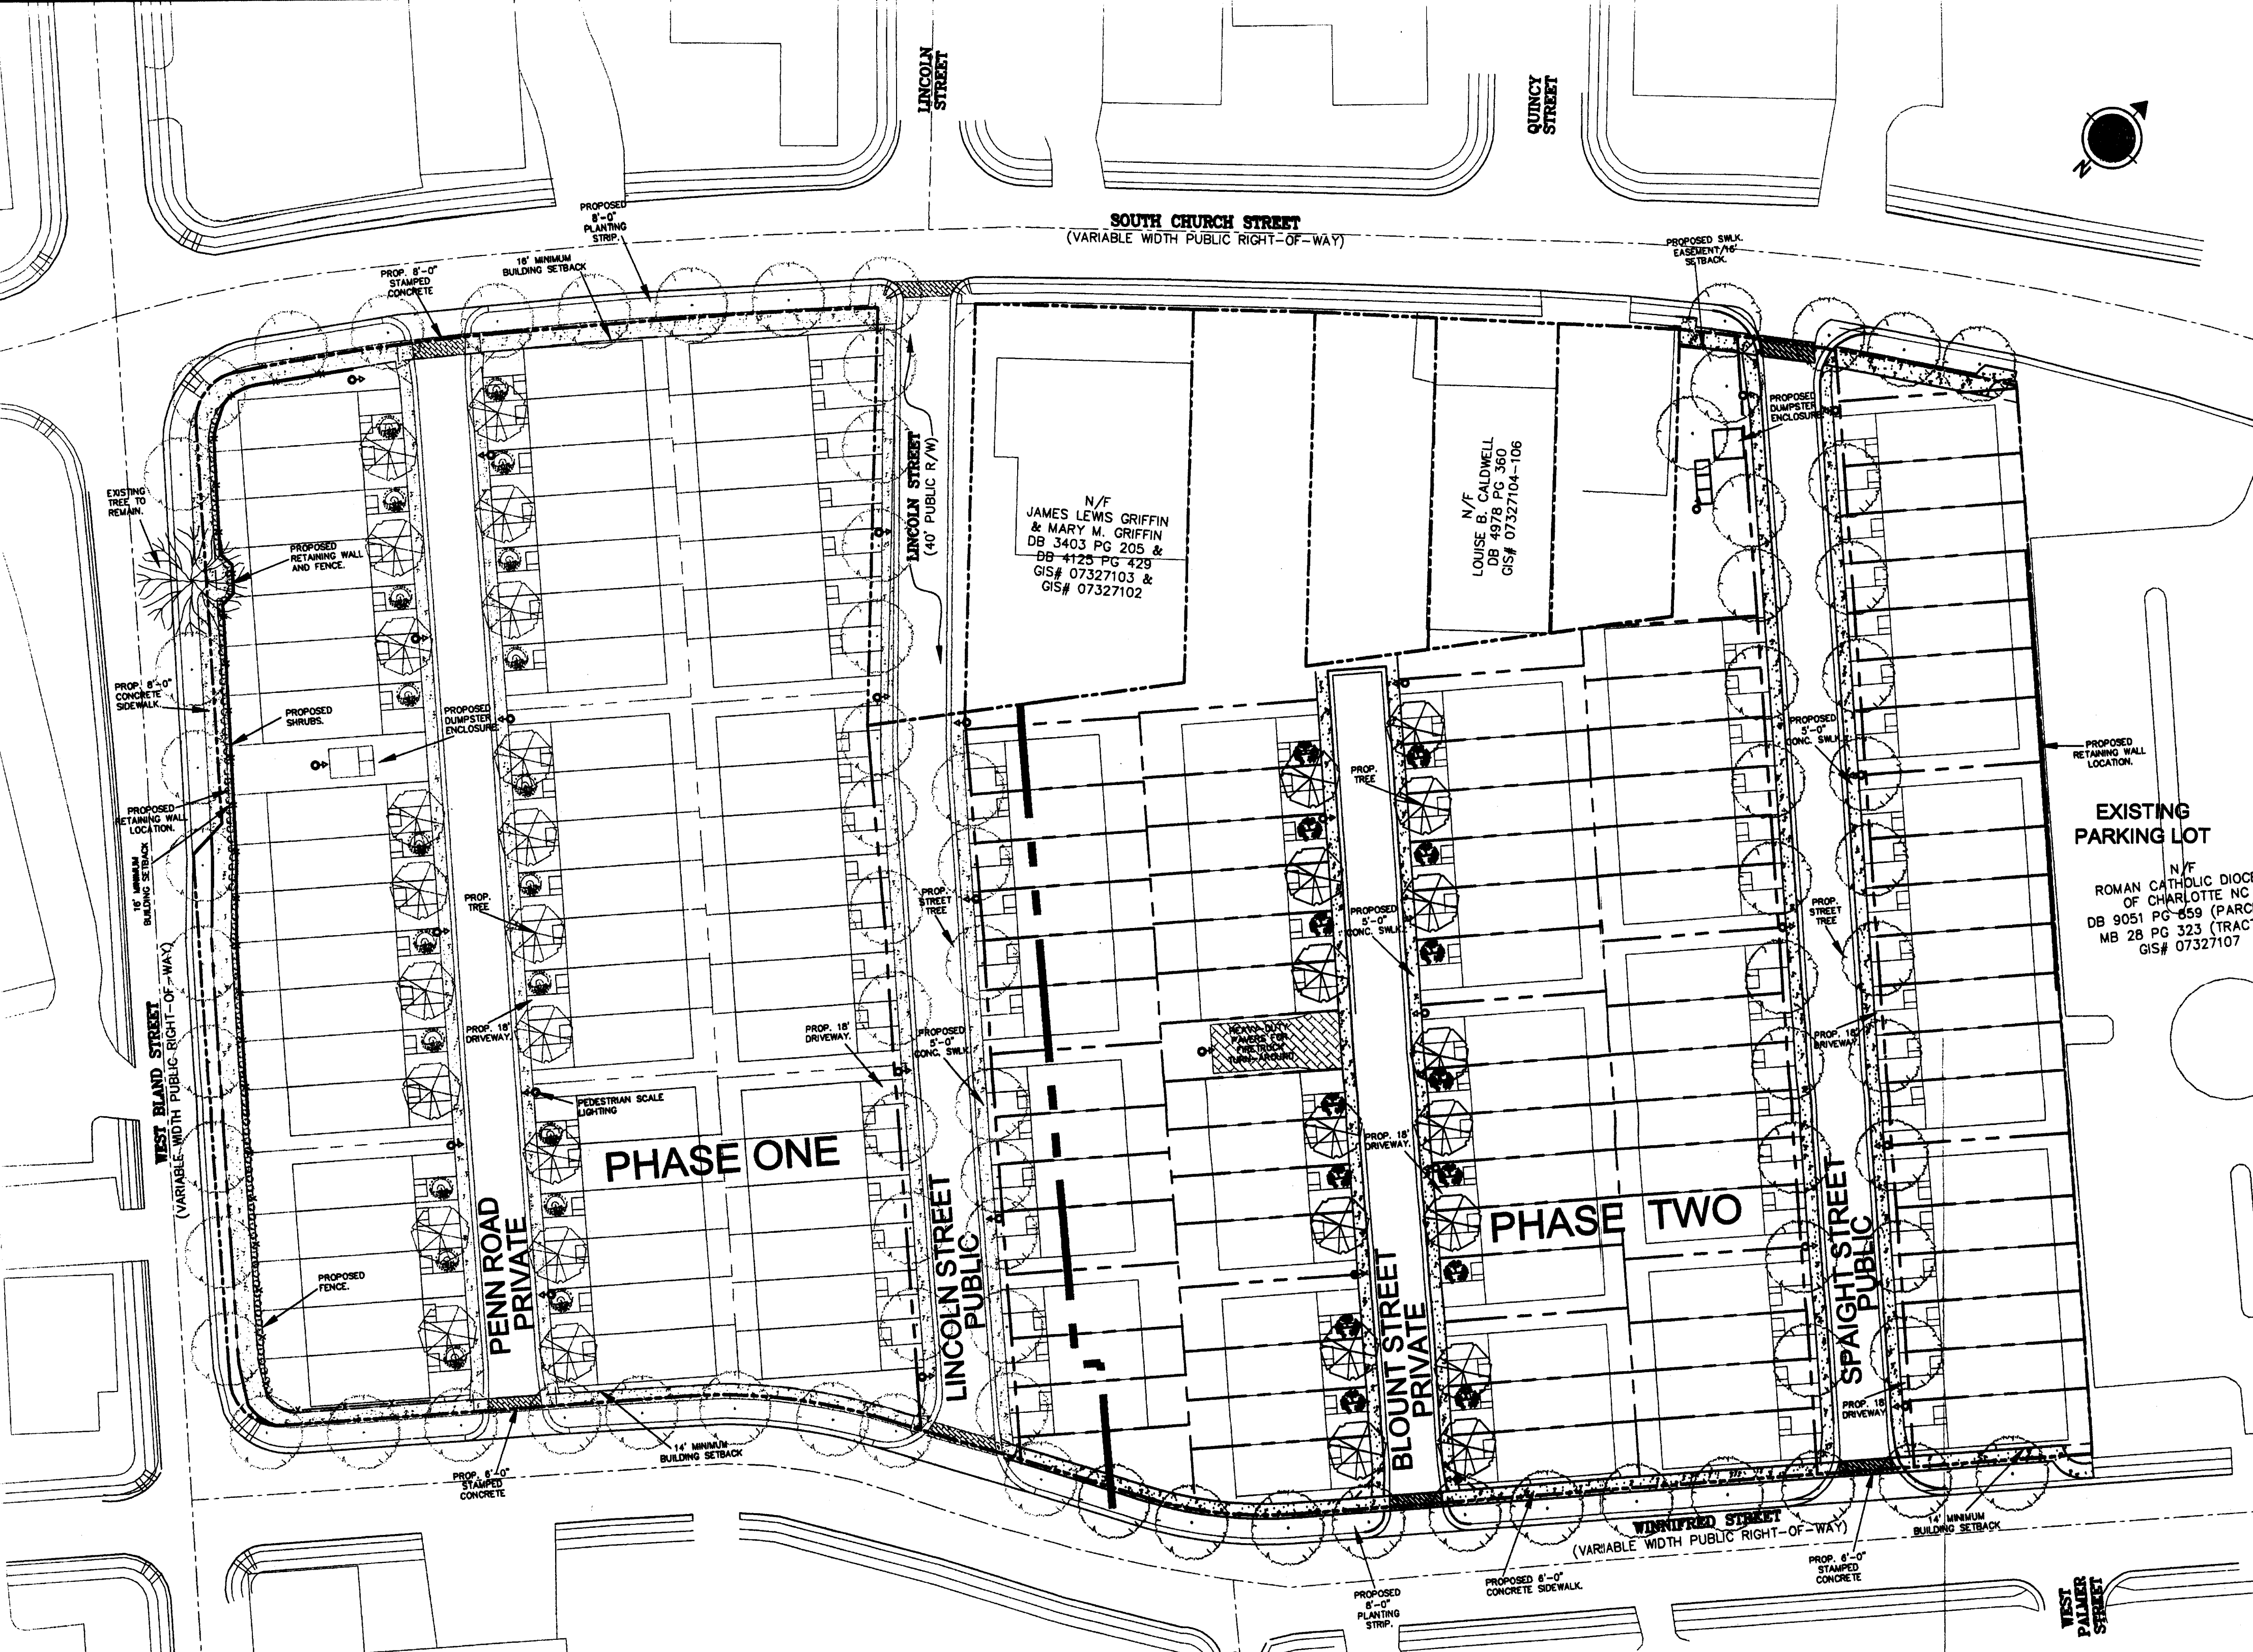 LINCOLN
STREET
QUINCY
STREET
N
SOUTH CHURCH STREET
(VARIABLE WIDTH PUBLIC RIGHT-OF-WAY)
PROPOSED
8'-0"
PLANTING
STRIP.
16' MINIMUM
BUILDING SETBACK
PROP. 8'-0"
STAMPED
CONCRETE
PROPOSED SWLK.
EASEMENT/16'
SETBACK.
PROPOSED
DUMPSTER
ENCLOSURE
EXISTING
TREE TO
REMAIN.
PROPOSED
RETAINING WALL
AND FENCE.
LINCOLN STREET
(40' PUBLIC R/W)
N/F
JAMES LEWIS GRIFFIN
& MARY M. GRIFFIN
DB 3403 PG 205 &
DB 4125 PG 429
GIS# 07327103 &
GIS# 07327102
N/F
LOUISE B. CALDWELL
DB 4978 PG 360
GIS# 07327104-106
PROP. 8'-0"
CONCRETE
SIDEWALK.
PROPOSED
SHRUBS.
PROPOSED
DUMPSTER
ENCLOSURE.
PROPOSED
RETAINING WALL
LOCATION.
16' MINIMUM
BUILDING SETBACK
PROP.
TREE
PROPOSED
5'-0"
CONC. SWLK.
PROPOSED
RETAINING WALL
LOCATION.
EXISTING
PARKING LOT
N/F
ROMAN CATHOLIC DIOCE
OF CHARLOTTE NC
DB 9051 PG 859 (PARC
MB 28 PG 323 (TRAC
GIS# 07327107
PROP.
TREE
PROP.
STREET
TREE
PROPOSED
5'-0"
CONC. SWLK.
PROP.
STREET
TREE
WEST BLAND STREET
(VARIABLE WIDTH PUBLIC RIGHT-OF-WAY)
PROP. 18'
DRIVEWAY.
PROP. 18'
DRIVEWAY.
PROPOSED
5'-0"
CONC. SWLK.
HEAVY-DUTY
PAVERS FOR
FIRETRUCK
TURN-AROUND
PROP. 18'
DRIVEWAY.
PEDESTRIAN SCALE
LIGHTING
PHASE ONE
PROP. 18'
DRIVEWAY.
PHASE TWO
PROPOSED
FENCE.
PENN ROAD
PRIVATE
LINCOLN STREET
PUBLIC
BLOUNT STREET
PRIVATE
SPAIGHT STREET
PUBLIC
PROP. 18'
DRIVEWAY
14' MINIMUM
BUILDING SETBACK
PROP. 6'-0"
STAMPED
CONCRETE
WINNIFRED STREET
(VARIABLE WIDTH PUBLIC RIGHT-OF-WAY)
14' MINIMUM
BUILDING SETBACK
PROP. 6'-0"
STAMPED
CONCRETE
PROPOSED 6'-0"
CONCRETE SIDEWALK.
PROPOSED
8'-0"
PLANTING
STRIP.
WEST
PALMER
STREET